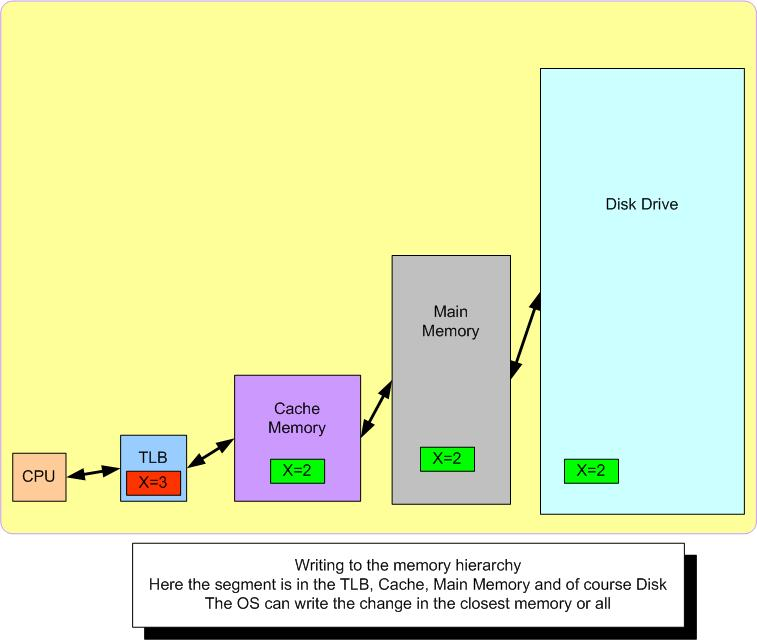 Disk Drive
Main
Memory
Cache
Memory
TLB
CPU
X=3
X=2
X=2
X=2
Writing to the memory hierarchy
Here the segment is in the TLB, Cache, Main Memory and of course Disk
The OS can write the change in the closest memory or all